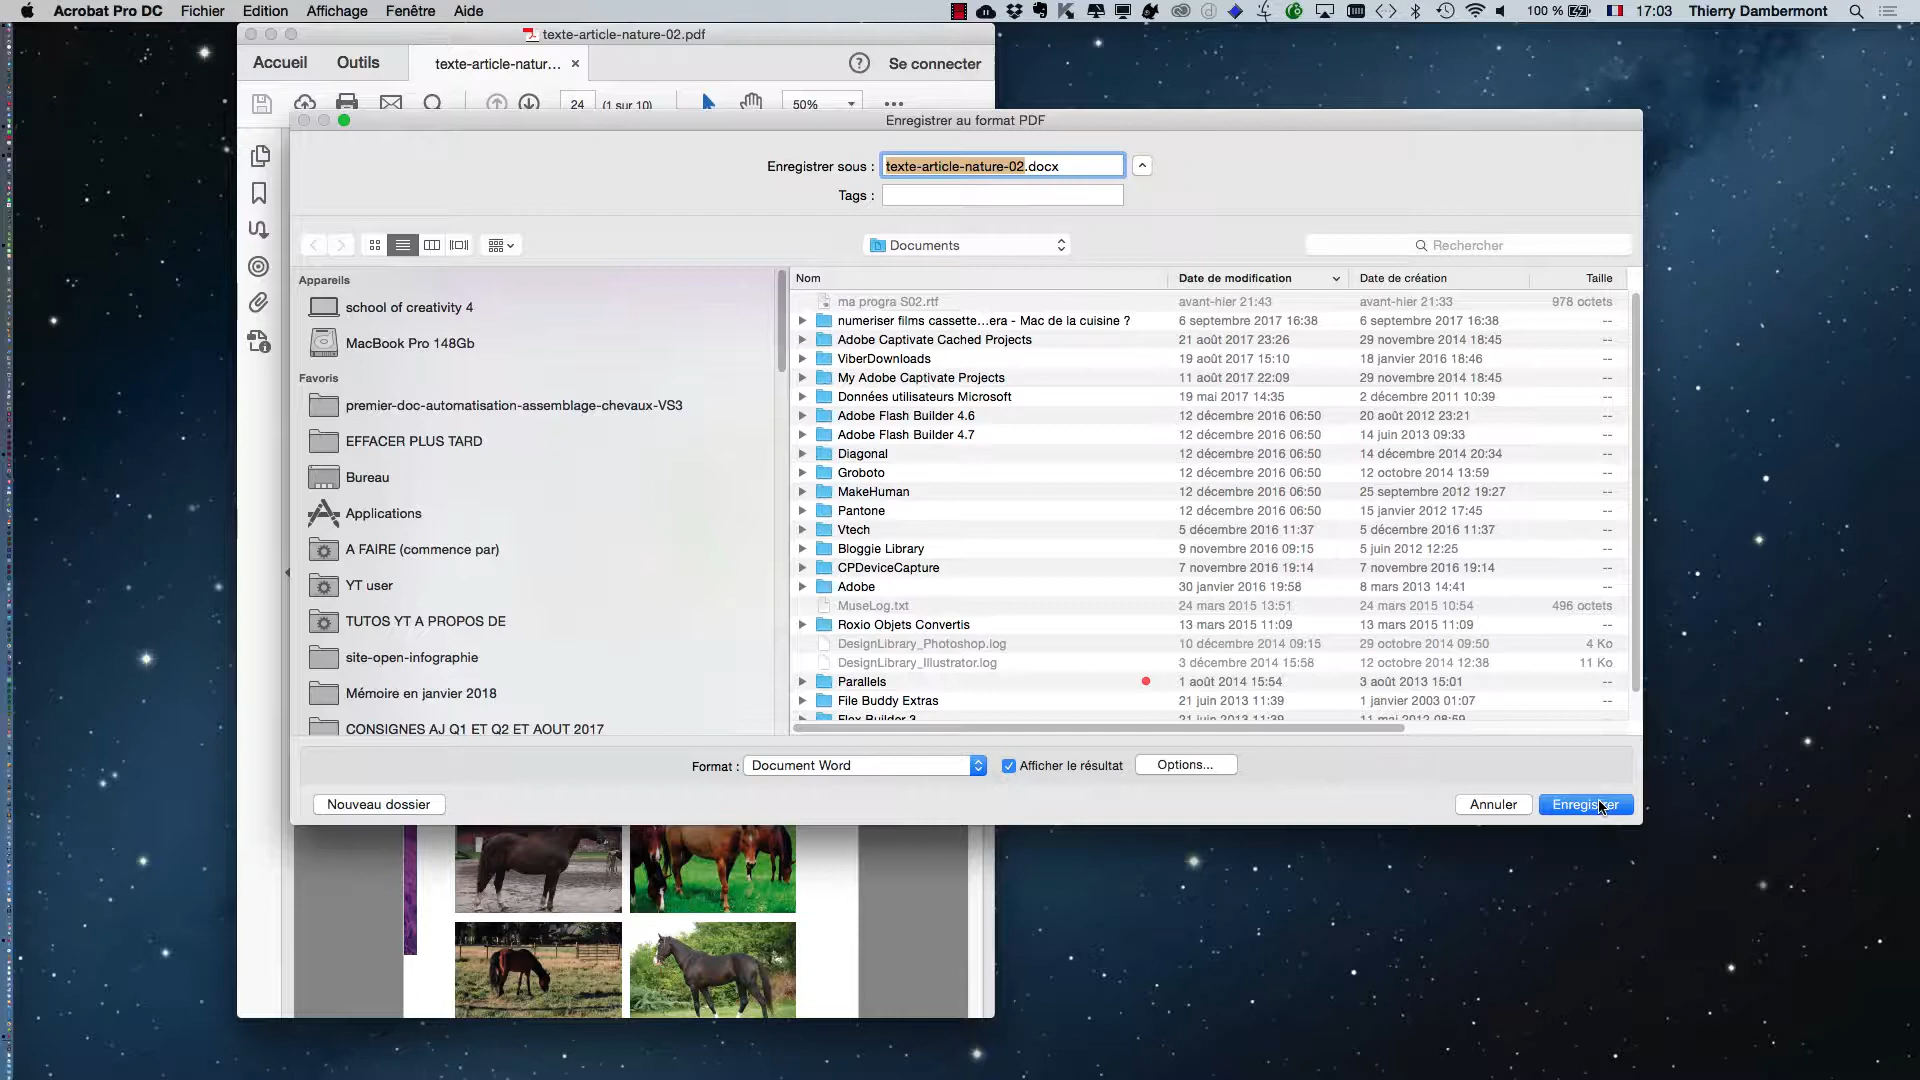 Acrobat Pro DC Fichier Edition Affichage Fenêtre Aide 100 % 17:03 Thierry Dambermont
texte-article-nature-02.pdf
Accueil Outils texte-article-natur... × ? Se connecter
24 (1 sur 10) 50%
Enregistrer au format PDF
Enregistrer sous : texte-article-nature-02.docx
Tags :
Documents Rechercher
Appareils
school of creativity 4
MacBook Pro 148Gb
Favoris
premier-doc-automatisation-assemblage-chevaux-VS3
EFFACER PLUS TARD
Bureau
Applications
A FAIRE (commence par)
YT user
TUTOS YT A PROPOS DE
site-open-infographie
Mémoire en janvier 2018
CONSIGNES AJ Q1 ET Q2 ET AOUT 2017
Nom Date de modification Date de création Taille
ma progra S02.rtf avant-hier 21:43 avant-hier 21:33 978 octets
numeriser films cassette...era - Mac de la cuisine ? 6 septembre 2017 16:38 6 septembre 2017 16:38 --
Adobe Captivate Cached Projects 21 août 2017 23:26 29 novembre 2014 18:45 --
ViberDownloads 19 août 2017 15:10 18 janvier 2016 18:46 --
My Adobe Captivate Projects 11 août 2017 22:09 29 novembre 2014 18:45 --
Données utilisateurs Microsoft 19 mai 2017 14:35 2 décembre 2011 10:39 --
Adobe Flash Builder 4.6 12 décembre 2016 06:50 20 août 2012 23:21 --
Adobe Flash Builder 4.7 12 décembre 2016 06:50 14 juin 2013 09:33 --
Diagonal 12 décembre 2016 06:50 14 décembre 2014 20:34 --
Groboto 12 décembre 2016 06:50 12 octobre 2014 13:59 --
MakeHuman 12 décembre 2016 06:50 25 septembre 2012 19:27 --
Pantone 12 décembre 2016 06:50 15 janvier 2012 17:45 --
Vtech 5 décembre 2016 11:37 5 décembre 2016 11:37 --
Bloggie Library 9 novembre 2016 09:15 5 juin 2012 12:25 --
CPDeviceCapture 7 novembre 2016 19:14 7 novembre 2016 19:14 --
Adobe 30 janvier 2016 19:58 8 mars 2013 14:41 --
MuseLog.txt 24 mars 2015 13:51 24 mars 2015 10:54 496 octets
Roxio Objets Convertis 13 mars 2015 11:09 13 mars 2015 11:09 --
DesignLibrary_Photoshop.log 10 décembre 2014 09:15 29 octobre 2014 09:50 4 Ko
DesignLibrary_Illustrator.log 3 décembre 2014 15:58 12 octobre 2014 12:38 11 Ko
Parallels 1 août 2014 15:54 3 août 2013 15:01 --
File Buddy Extras 21 juin 2013 11:39 1 janvier 2003 01:07 --
Flex Builder 3 21 juin 2013 11:39 11 mai 2012 08:59
Format : Document Word Afficher le résultat Options...
Nouveau dossier Annuler Enregistrer